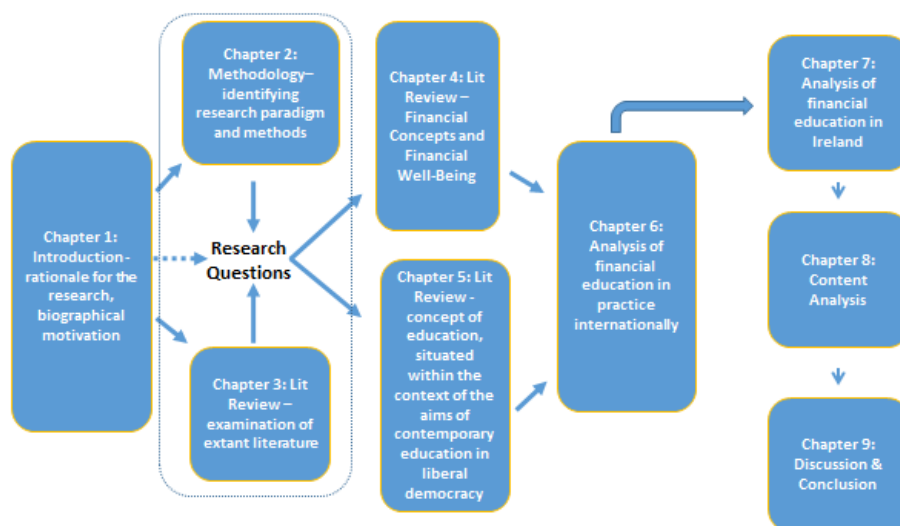 Chapter 1:
Introduction-
rationale for the
research,
biographical
motivation
Chapter 2:
Methodology–
identifying
research paradigm
and methods
Research
Questions
Chapter 3: Lit
Review –
examination of
extant literature
Chapter 4: Lit
Review –
Financial
Concepts and
Financial
Well-Being
Chapter 5: Lit
Review -
concept of
education,
situated
within the
context of the
aims of
contemporary
education in
liberal
democracy
Chapter 6:
Analysis of
financial
education in
practice
internationally
Chapter 7:
Analysis of
financial
education in
Ireland
Chapter 8:
Content
Analysis
Chapter 9:
Discussion &
Conclusion